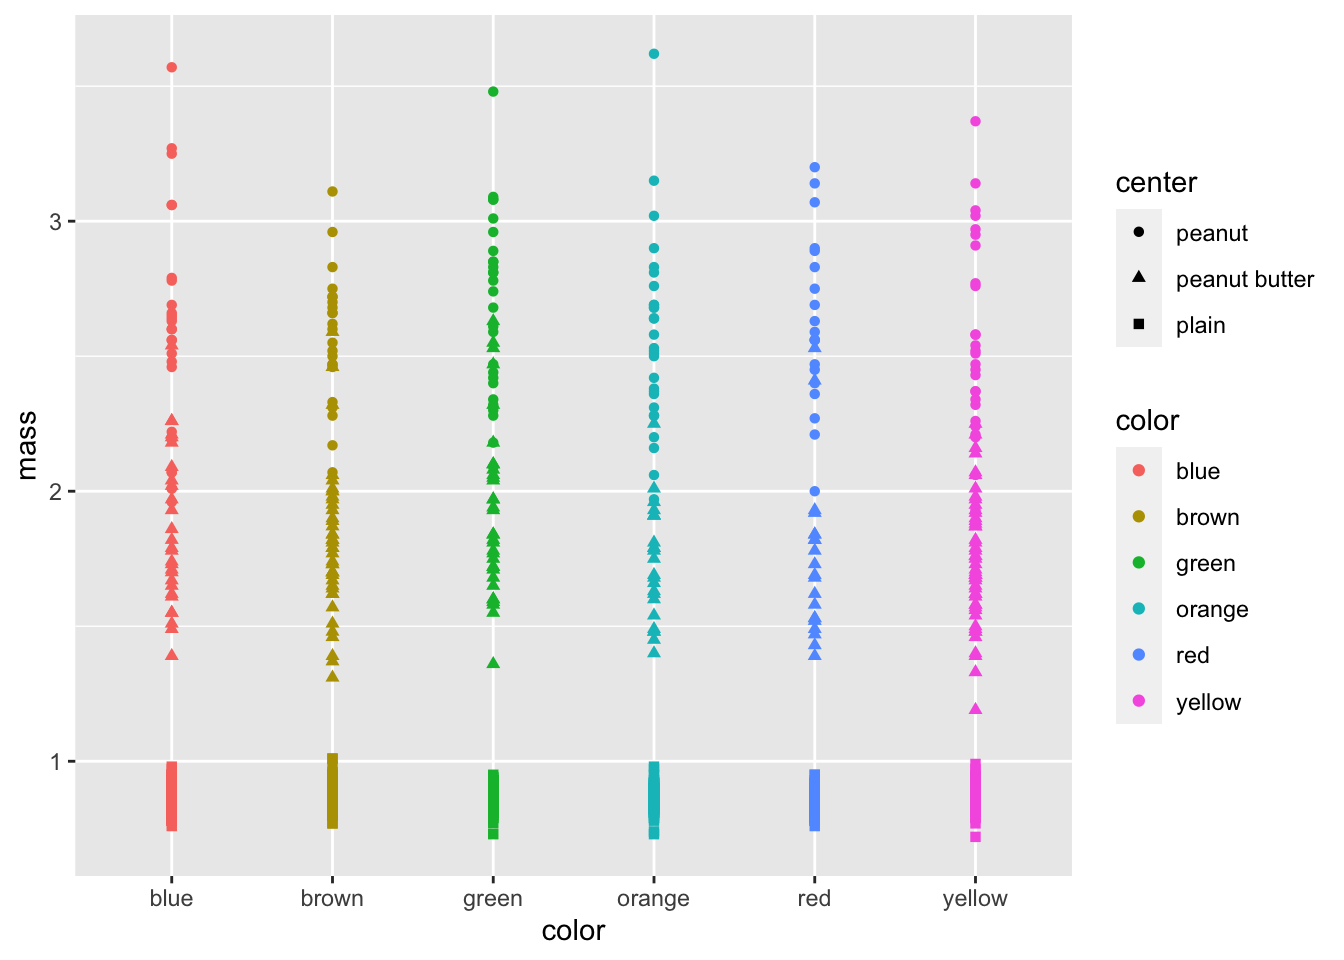 mass
3
2
1
blue brown green orange red yellow
color
center
peanut
peanut butter
plain
color
blue
brown
green
orange
red
yellow